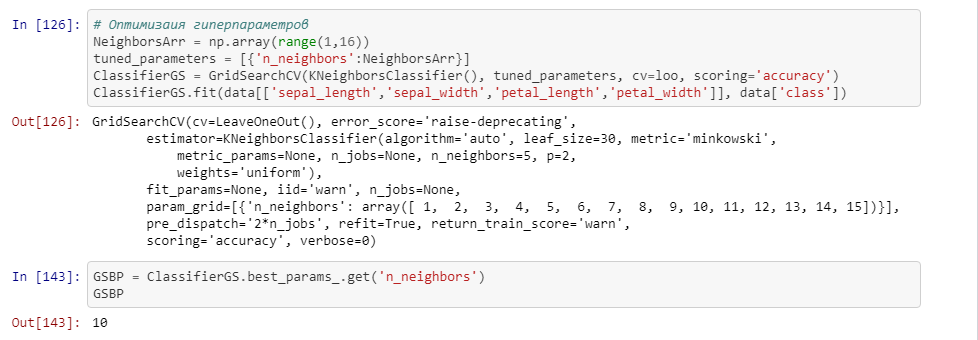 In [126]: # Оптимизаия гиперпараметров
NeighborsArr = np.array(range(1,16))
tuned_parameters = [{'n_neighbors':NeighborsArr}]
ClassifierGS = GridSearchCV(KNeighborsClassifier(), tuned_parameters, cv=loo, scoring='accuracy')
ClassifierGS.fit(data[['sepal_length','sepal_width','petal_length','petal_width']], data['class'])
Out[126]: GridSearchCV(cv=LeaveOneOut(), error_score='raise-deprecating',
estimator=KNeighborsClassifier(algorithm='auto', leaf_size=30, metric='minkowski',
metric_params=None, n_jobs=None, n_neighbors=5, p=2,
weights='uniform'),
fit_params=None, iid='warn', n_jobs=None,
param_grid=[{'n_neighbors': array([ 1,  2,  3,  4,  5,  6,  7,  8,  9, 10, 11, 12, 13, 14, 15])}],
pre_dispatch='2*n_jobs', refit=True, return_train_score='warn',
scoring='accuracy', verbose=0)
In [143]: GSBP = ClassifierGS.best_params_.get('n_neighbors')
GSBP
Out[143]: 10